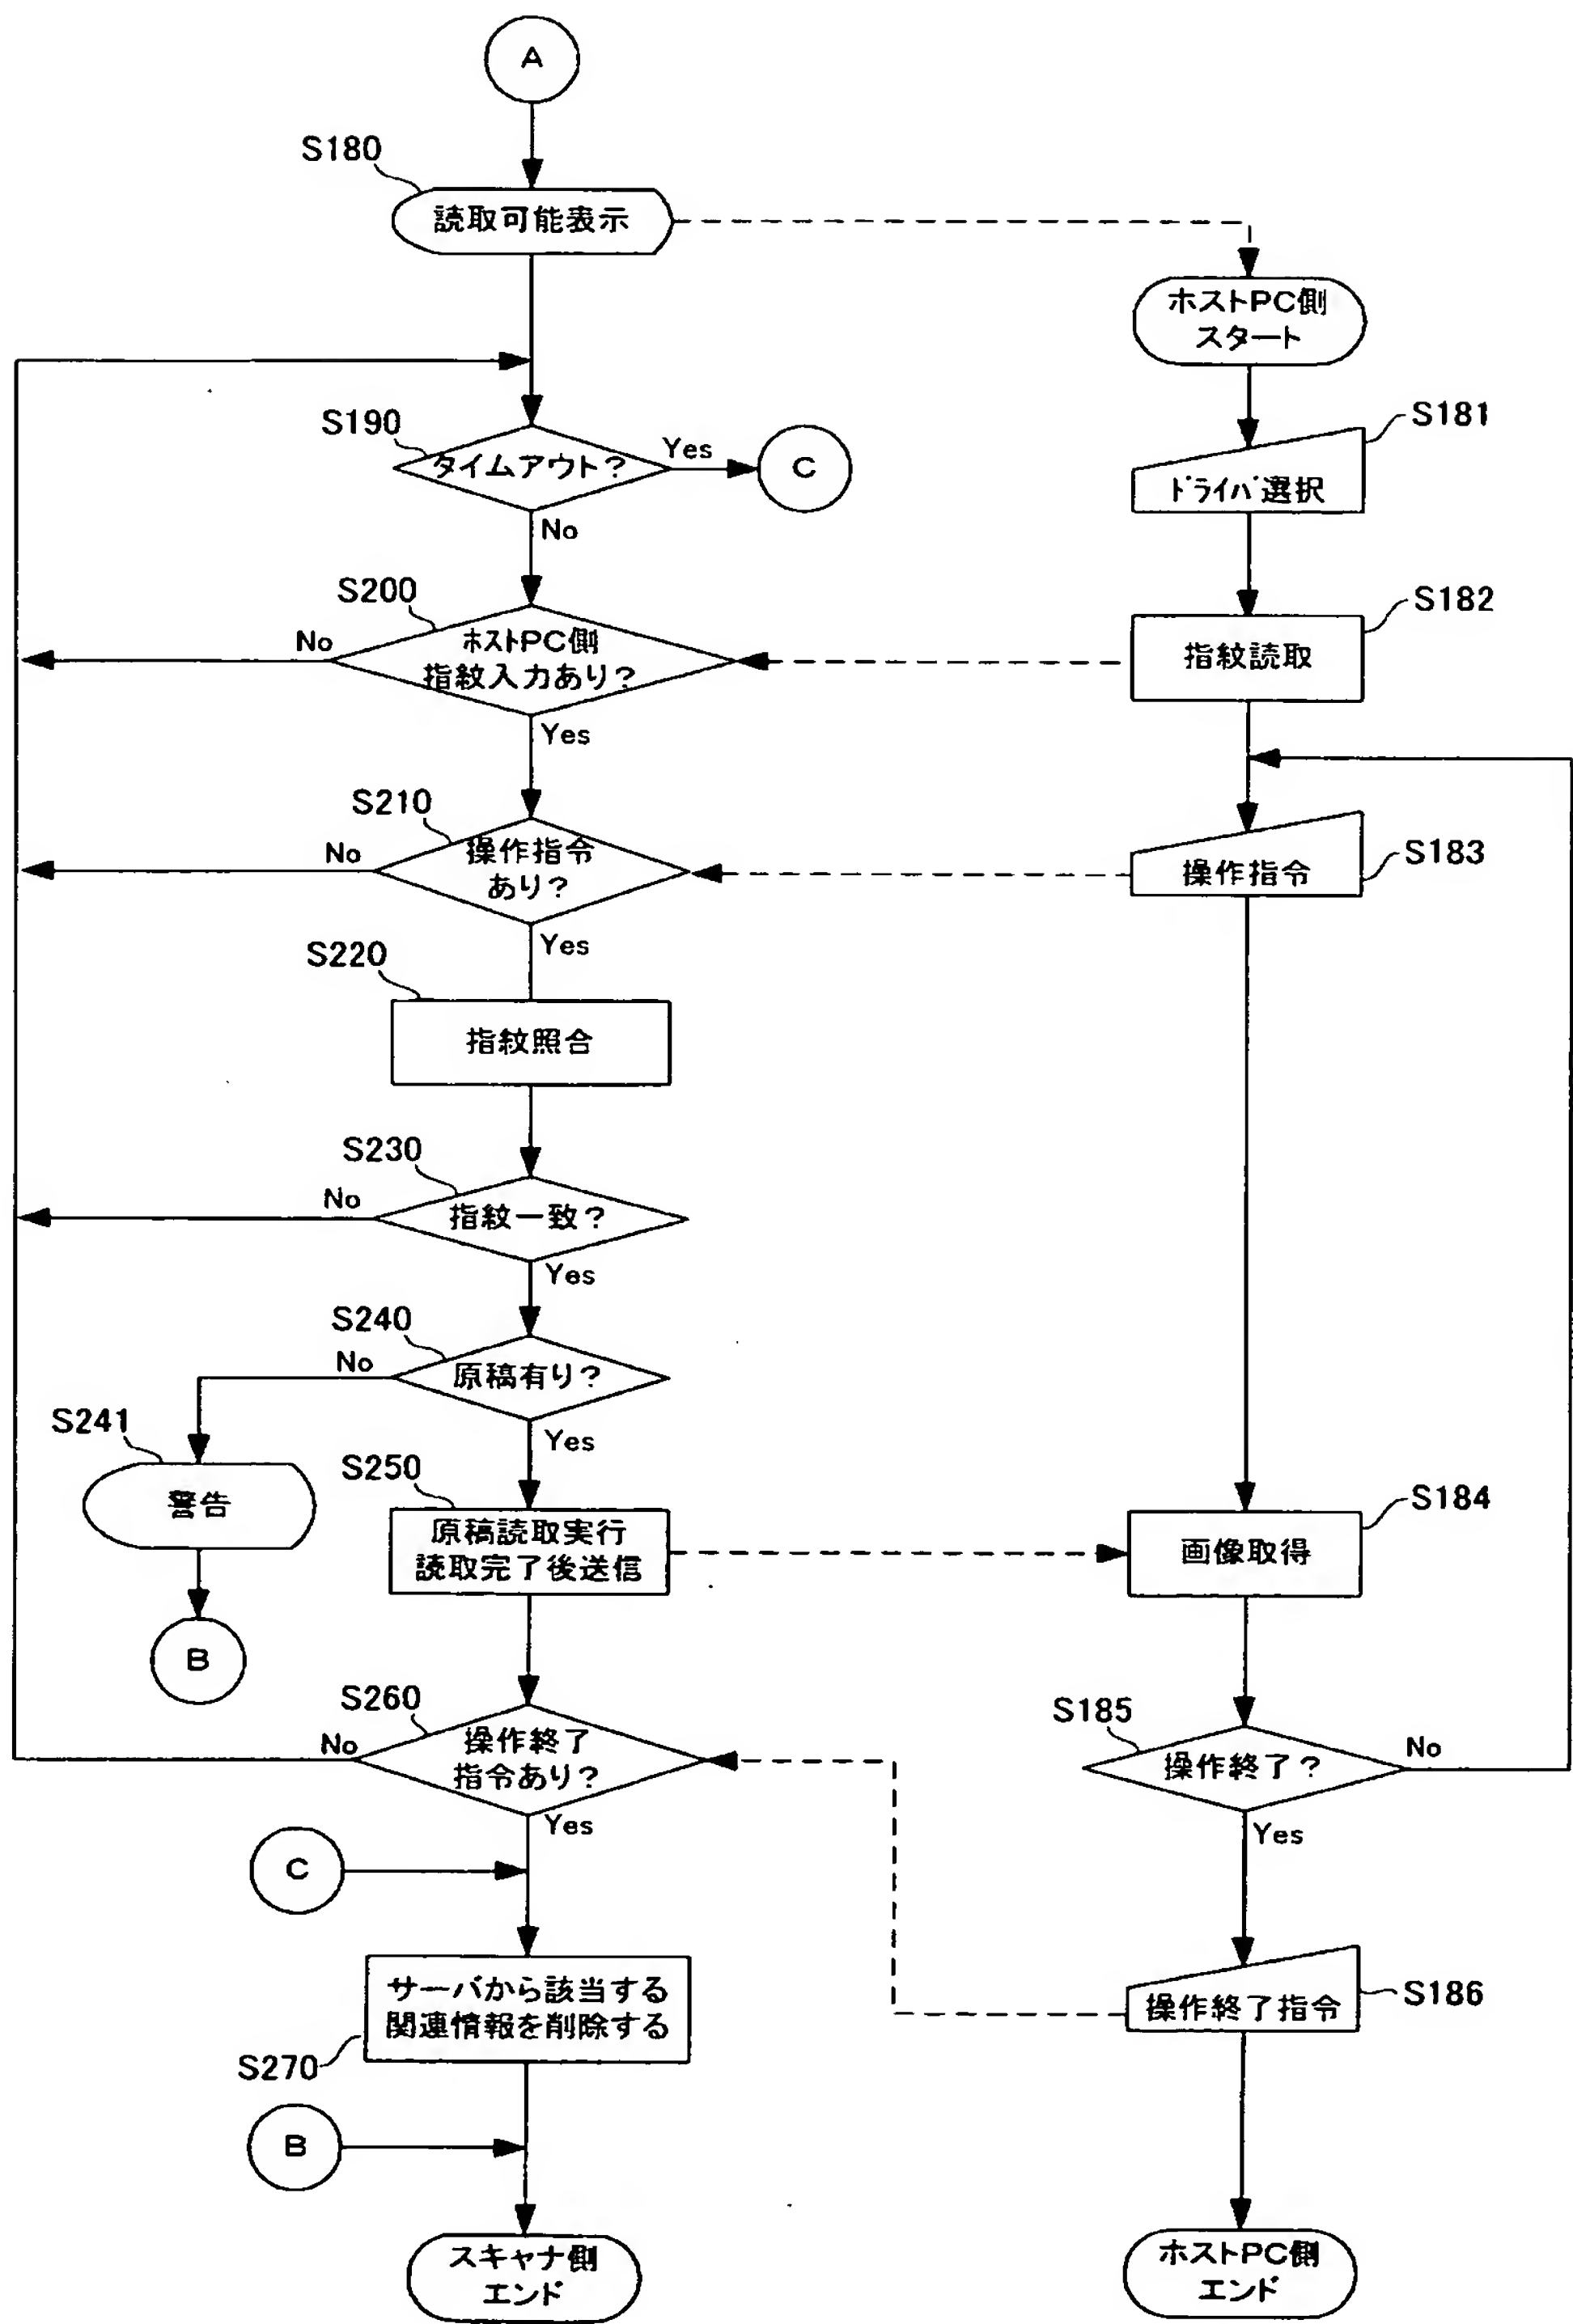 A
S180
読取可能表示
ホストPC側
スタート
S190
タイムアウト?
Yes
C
No
S181
ドライバ選択
S200
No
ホストPC側
指紋入力あり?
Yes
S182
指紋読取
S210
No
操作指令
あり?
Yes
S183
操作指令
S220
指紋照合
S230
No
指紋一致?
Yes
S240
No
原稿有り?
Yes
S241
警告
B
S250
原稿読取実行
読取完了後送信
S184
画像取得
S260
No
操作終了
指令あり?
Yes
S185
操作終了?
No
Yes
C
サーバから該当する
関連情報を削除する
S270
S186
操作終了指令
B
スキャナ側
エンド
ホストPC側
エンド